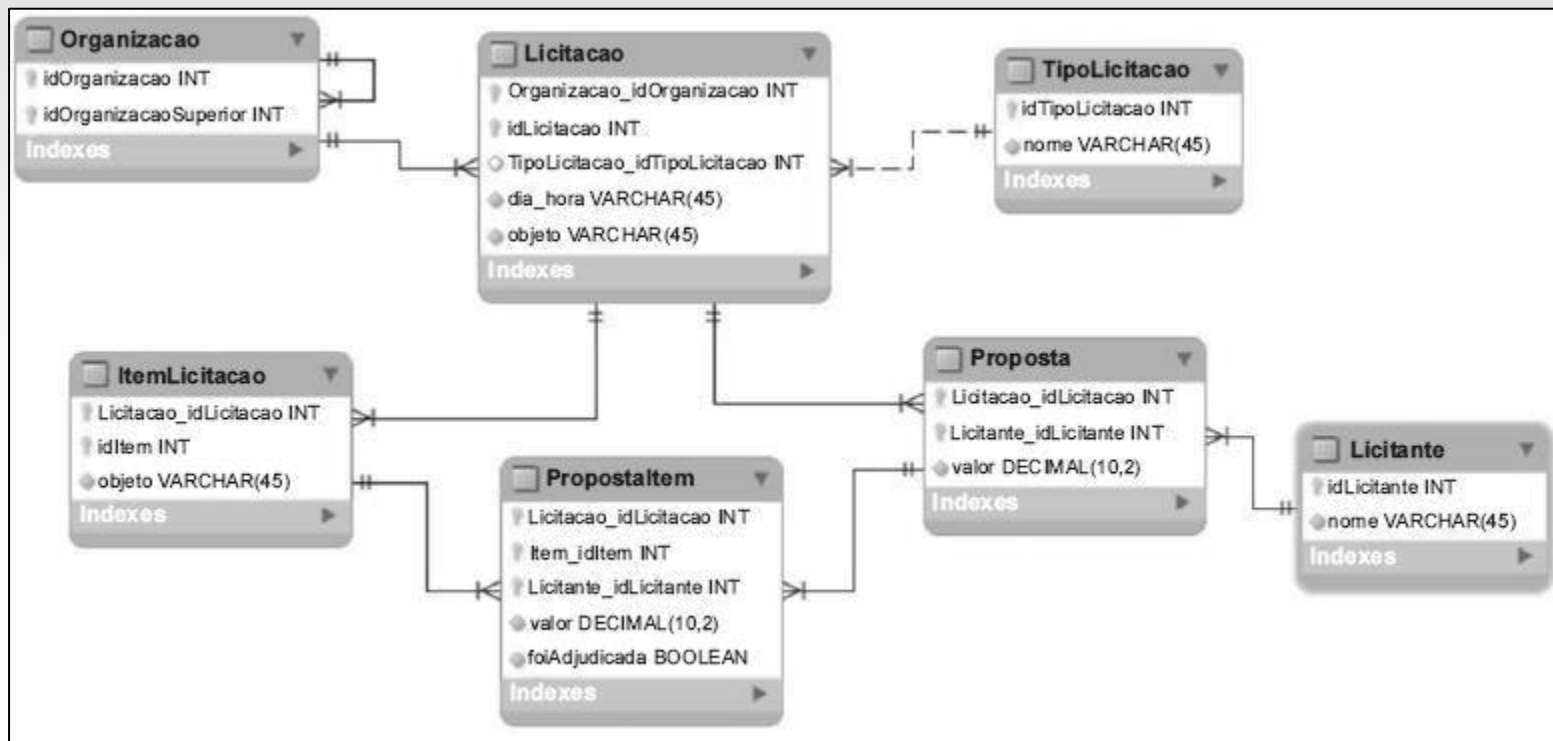 Organizacao
idOrganizacao INT
idOrganizacaoSuperior INT
Indexes
Licitacao
Organizacao_idOrganizacao INT
idLicitacao INT
TipoLicitacao_idTipoLicitacao INT
dia_hora VARCHAR(45)
objeto VARCHAR(45)
Indexes
TipoLicitacao
idTipoLicitacao INT
nome VARCHAR(45)
Indexes
ItemLicitacao
Licitacao_idLicitacao INT
idItem INT
objeto VARCHAR(45)
Indexes
PropostaItem
Licitacao_idLicitacao INT
Item_idItem INT
Licitante_idLicitante INT
valor DECIMAL(10,2)
foiAdjudicada BOOLEAN
Indexes
Proposta
Licitacao_idLicitacao INT
Licitante_idLicitante INT
valor DECIMAL(10,2)
Indexes
Licitante
idLicitante INT
nome VARCHAR(45)
Indexes